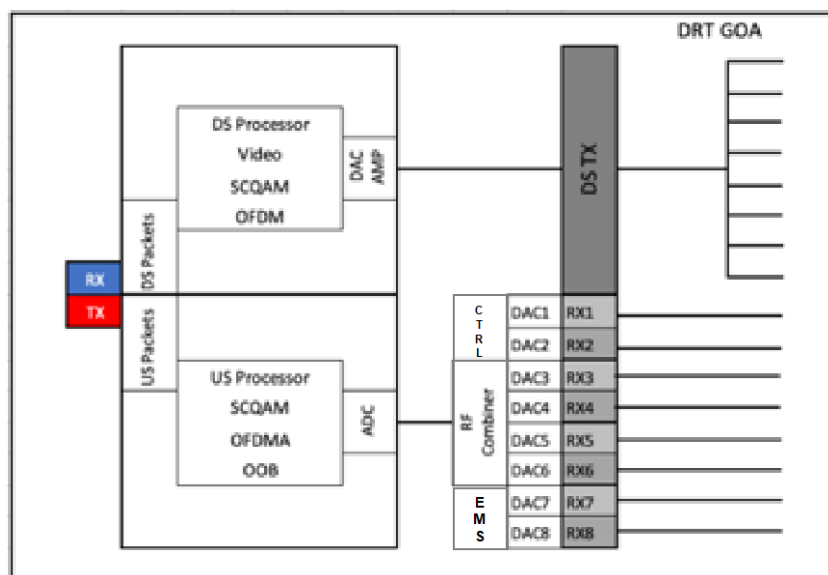 DRT GOA
DS Processor
Video
SCQAM
OFDM
DAC
AMP
DS Packets
RX
TX
US Packets
US Processor
SCQAM
OFDMA
OOB
ADC
DS TX
CTRL
RF
Combiner
EMS
DAC1 RX1
DAC2 RX2
DAC3 RX3
DAC4 RX4
DAC5 RX5
DAC6 RX6
DAC7 RX7
DAC8 RX8